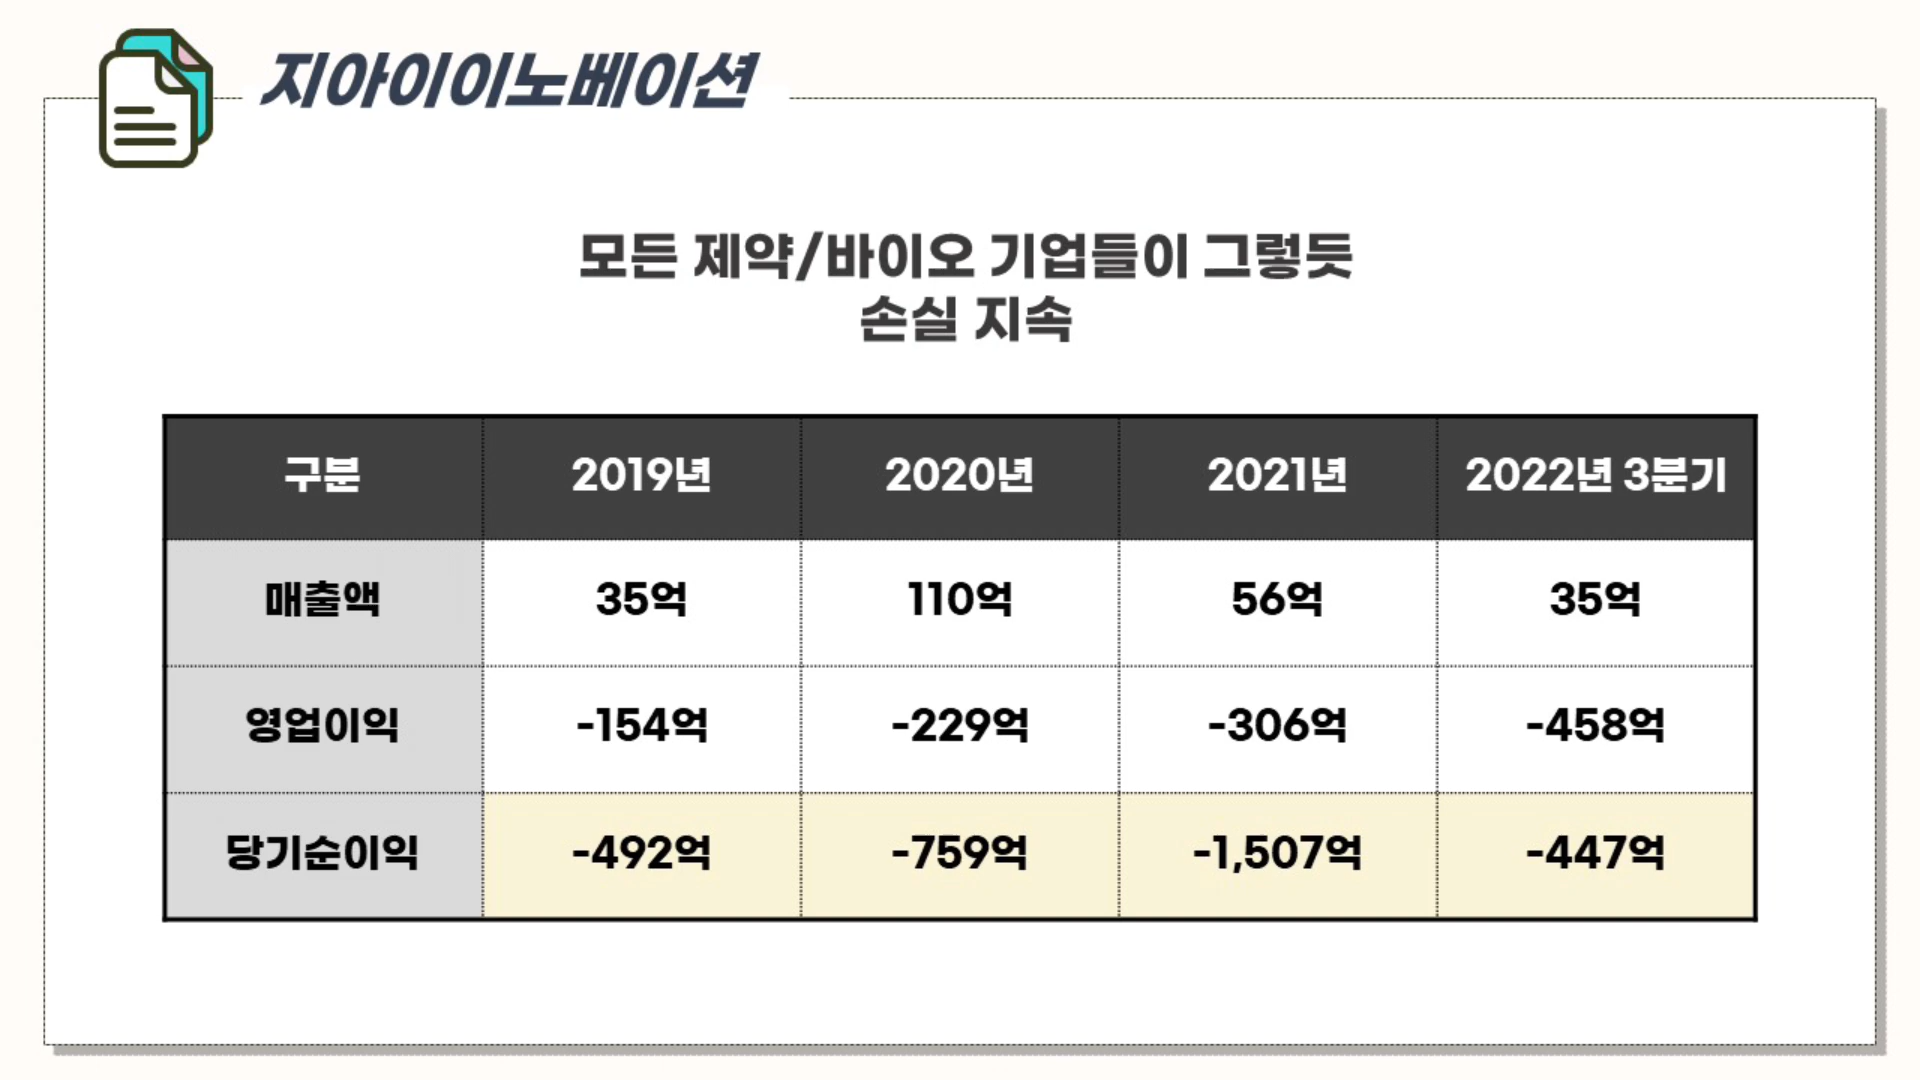 지아이이노베이션
모든 제약/바이오 기업들이 그렇듯
손실 지속
구분 2019년 2020년 2021년 2022년 3분기
매출액 35억 110억 56억 35억
영업이익 -154억 -229억 -306억 -458억
당기순이익 -492억 -759억 -1,507억 -447억